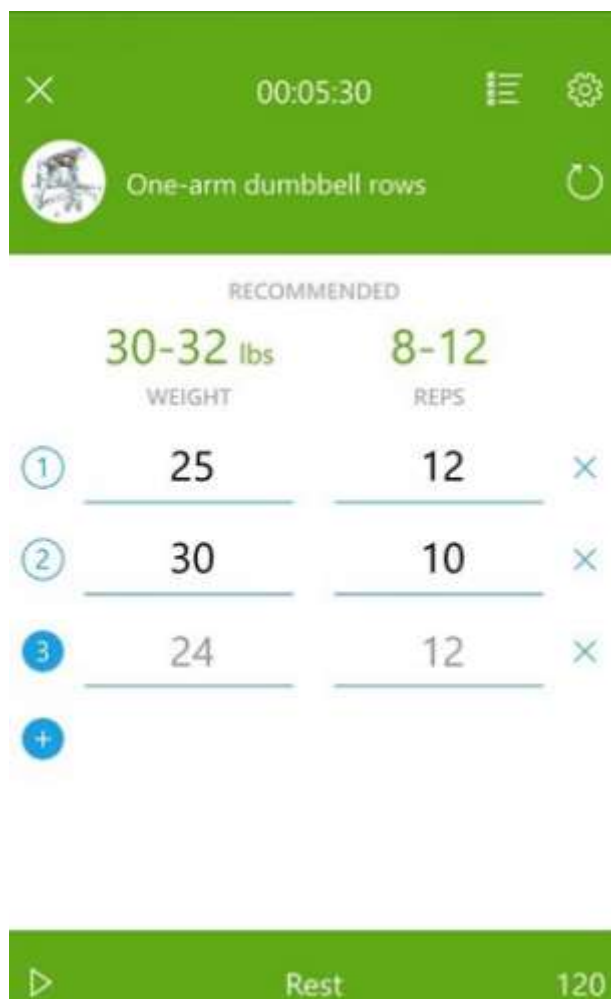 00:05:30
One-arm dumbbell rows
RECOMMENDED
30-32 lbs 8-12
WEIGHT REPS
1 25 12
2 30 10
3 24 12
Rest 120